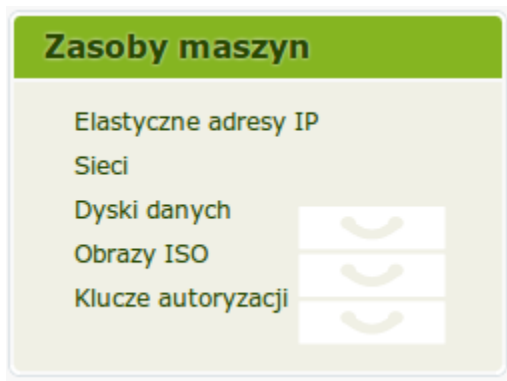 Zasoby maszyn
Elastyczne adresy IP
Sieci
Dyski danych
Obrazy ISO
Klucze autoryzacji